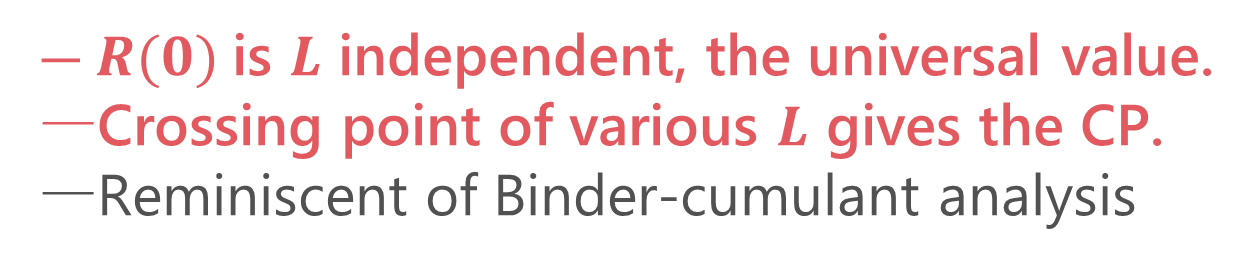 — R(0) is L independent, the universal value.
—Crossing point of various L gives the CP.
—Reminiscent of Binder-cumulant analysis